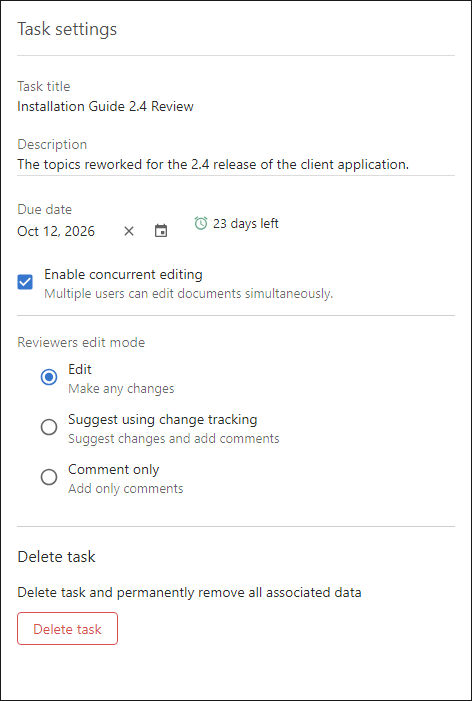 Task settings
Task title
Installation Guide 2.4 Review
Description
The topics reworked for the 2.4 release of the client application.
Due date
Oct 12, 2026
23 days left
Enable concurrent editing
Multiple users can edit documents simultaneously.
Reviewers edit mode
Edit
Make any changes
Suggest using change tracking
Suggest changes and add comments
Comment only
Add only comments
Delete task
Delete task and permanently remove all associated data
Delete task